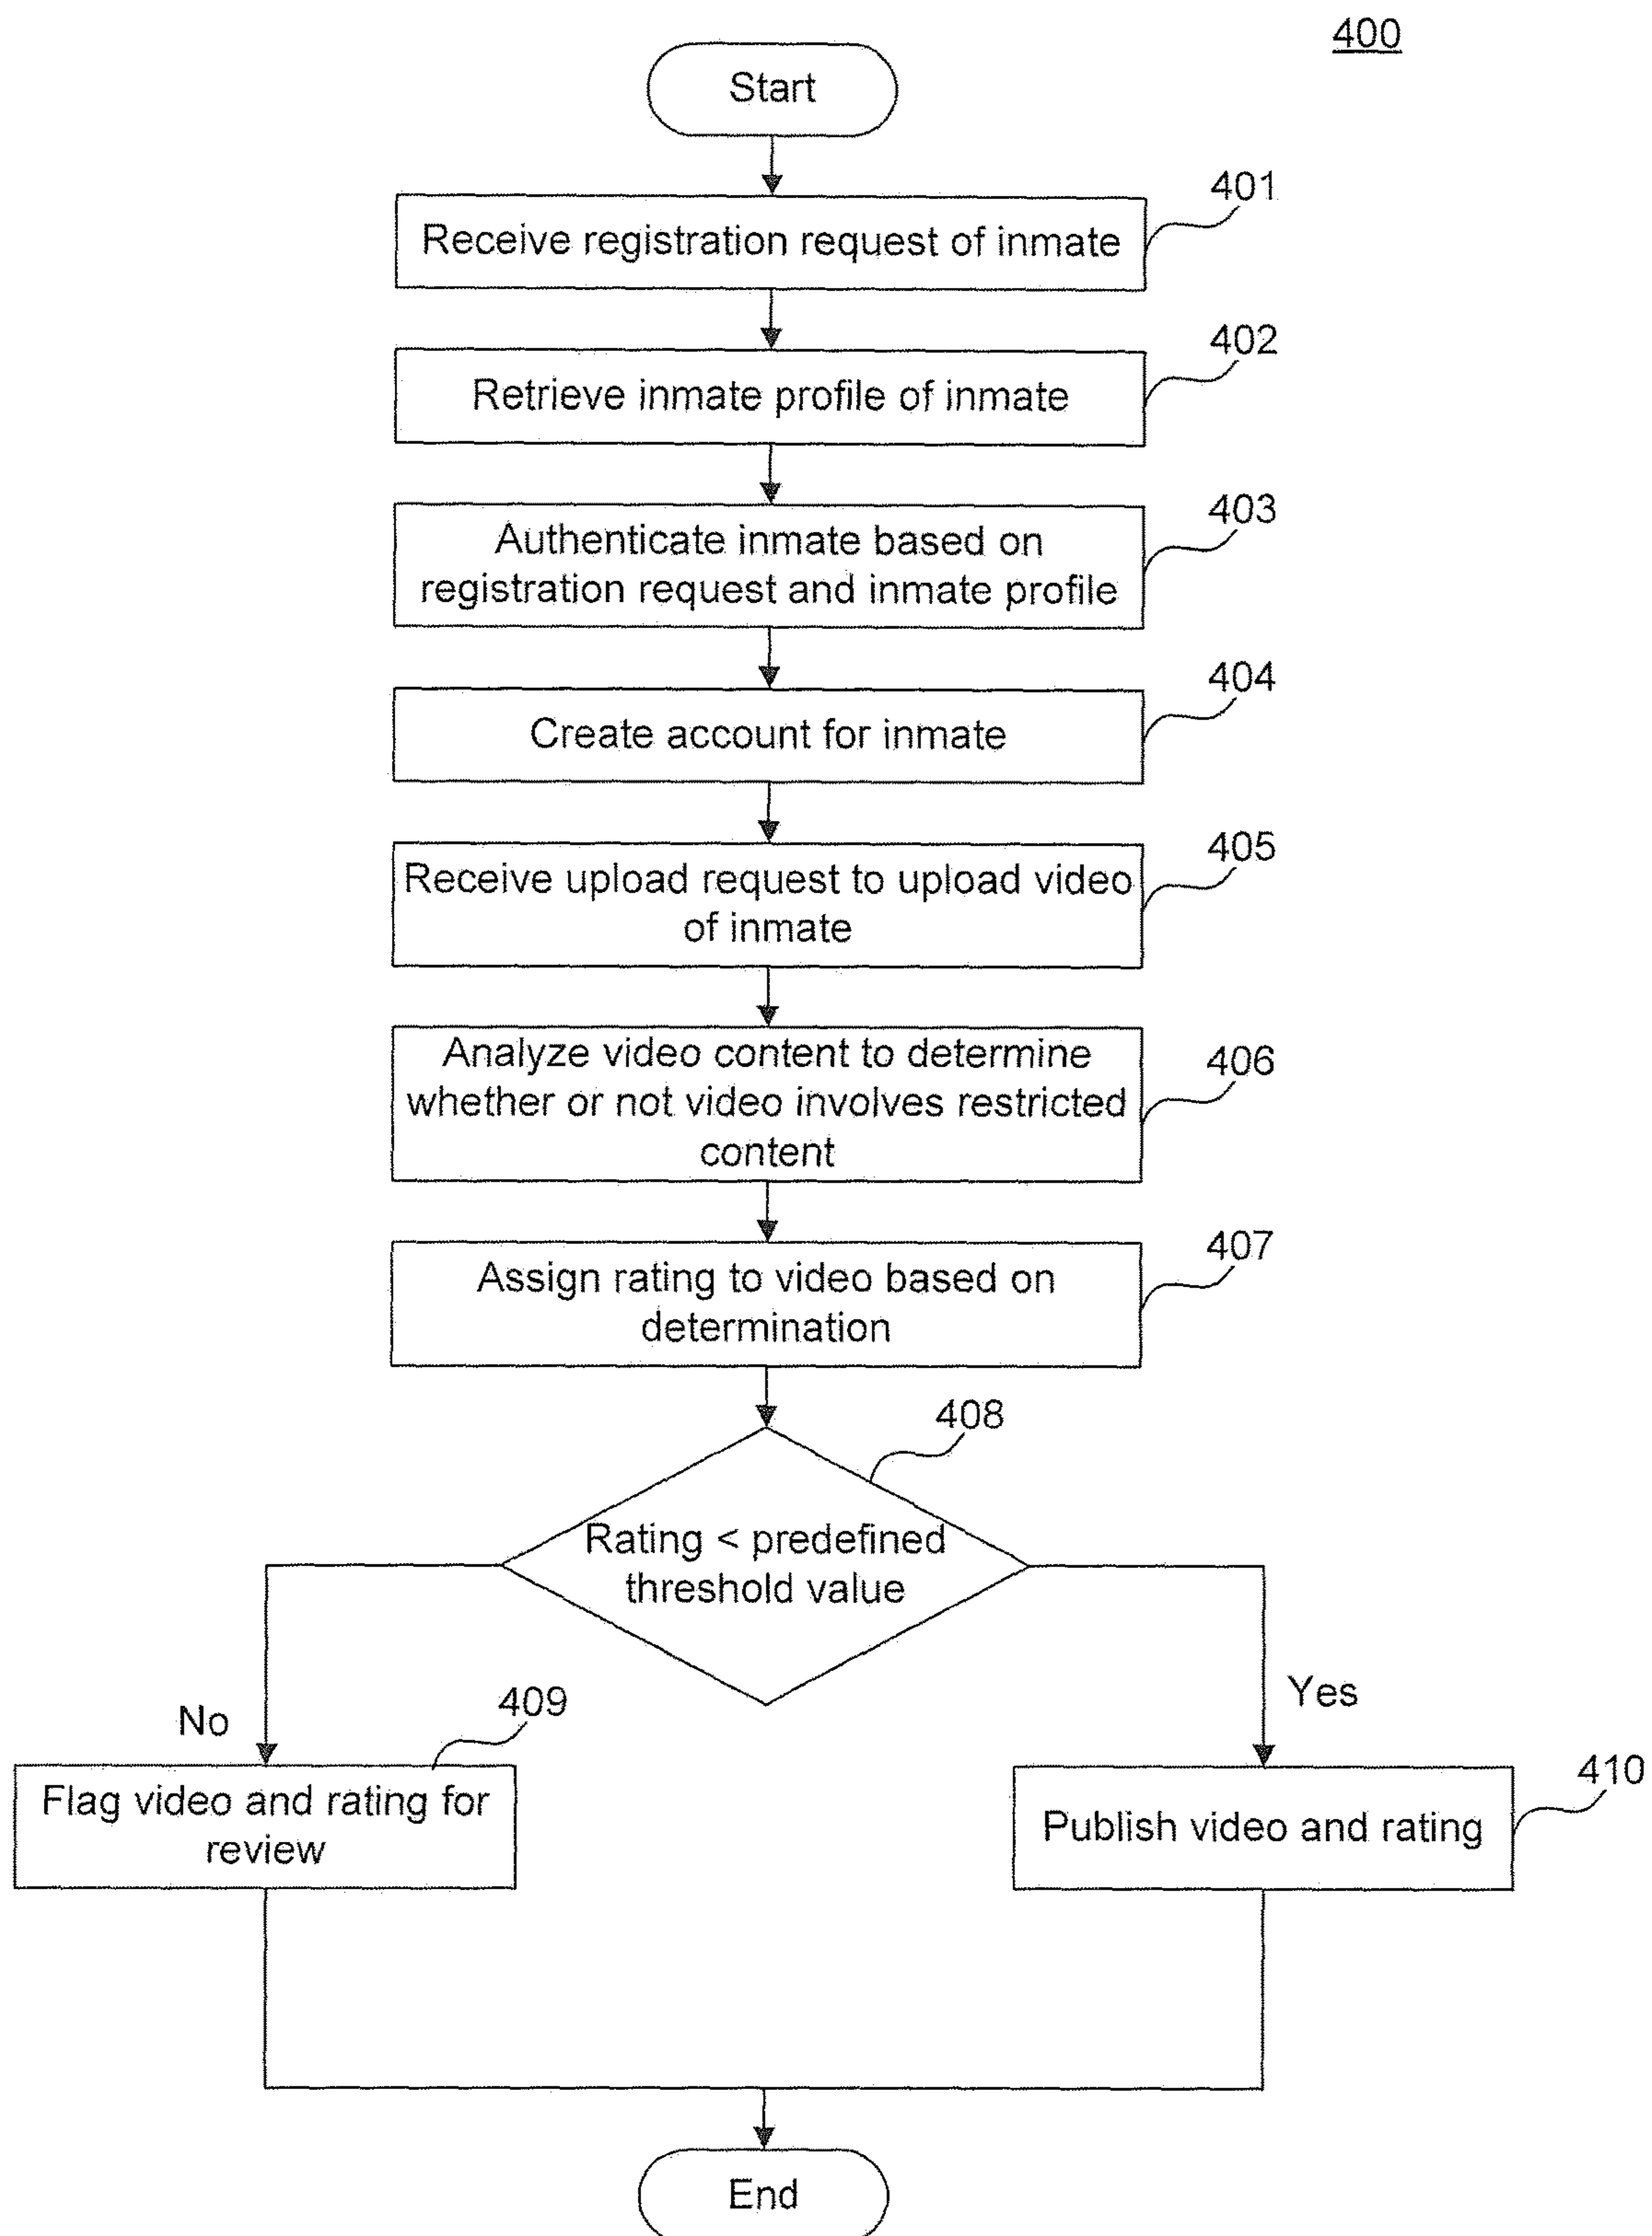 400
Start
401
Receive registration request of inmate
402
Retrieve inmate profile of inmate
403
Authenticate inmate based on
registration request and inmate profile
404
Create account for inmate
405
Receive upload request to upload video
of inmate
406
Analyze video content to determine
whether or not video involves restricted
content
407
Assign rating to video based on
determination
408
Rating < predefined
threshold value
No
Yes
409
Flag video and rating for
review
410
Publish video and rating
End